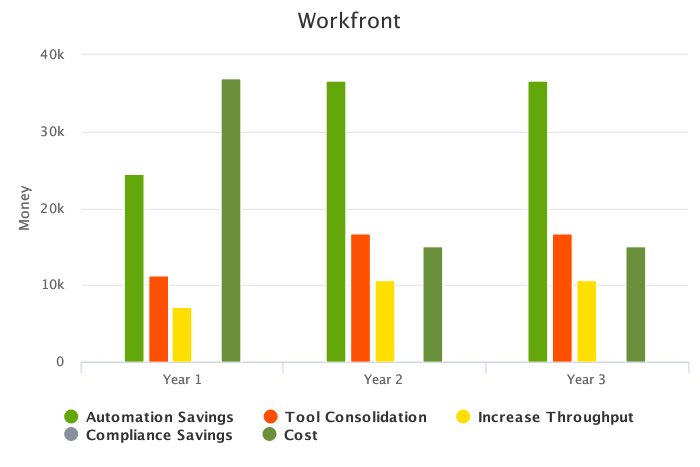 Workfront
40k
30k
20k
10k
0
Money
Year 1 Year 2 Year 3
Automation Savings Tool Consolidation Increase Throughput
Compliance Savings Cost